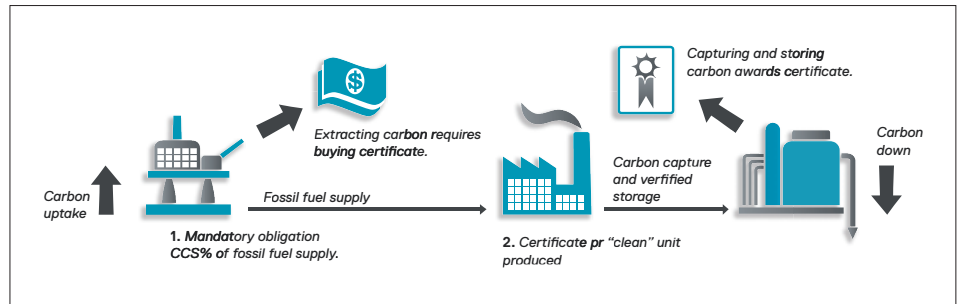 Capturing and storing
carbon awards certificate.
$
Extracting carbon requires
buying certificate.
Carbon
down
Carbon capture
and verfified
storage
Carbon
uptake
Fossil fuel supply
1. Mandatory obligation
CCS% of fossil fuel supply.
2. Certificate pr “clean” unit
produced